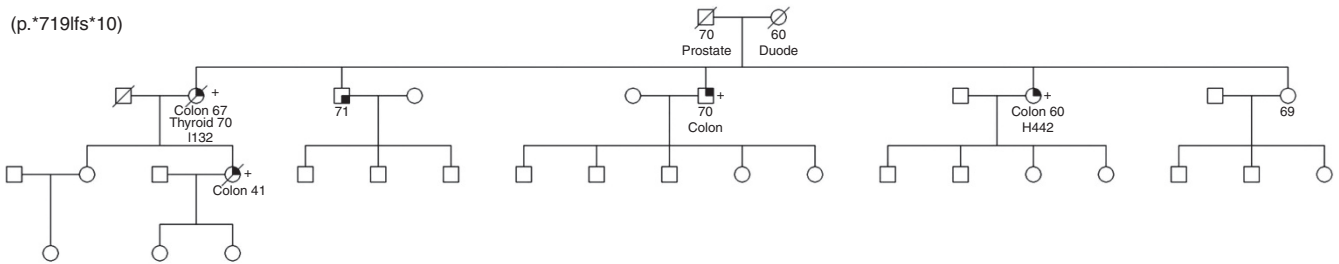 (p.*719Ifs*10)
70
Prostate
60
Duode
+
Colon 67
Thyroid 70
I132
71
+
70
Colon
+
Colon 60
H442
69
+
Colon 41